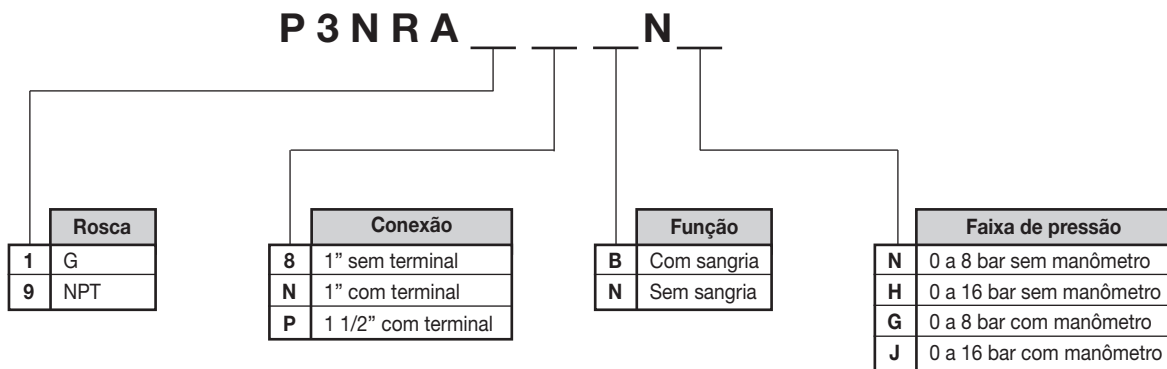 P 3 N R A __ __ __ N __
Rosca
1 G
9 NPT
Conexão
8 1” sem terminal
N 1” com terminal
P 1 1/2” com terminal
Função
B Com sangria
N Sem sangria
Faixa de pressão
N 0 a 8 bar sem manômetro
H 0 a 16 bar sem manômetro
G 0 a 8 bar com manômetro
J 0 a 16 bar com manômetro